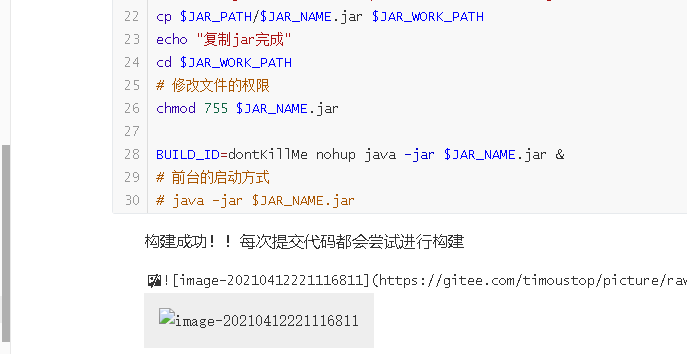 22 cp $JAR_PATH/$JAR_NAME.jar $JAR_WORK_PATH
23 echo "复制jar完成"
24 cd $JAR_WORK_PATH
25 # 修改文件的权限
26 chmod 755 $JAR_NAME.jar
27
28 BUILD_ID=dontKillMe nohup java -jar $JAR_NAME.jar &
29 # 前台的启动方式
30 # java -jar $JAR_NAME.jar
构建成功！！每次提交代码都会尝试进行构建
![image-20210412221116811](https://gitee.com/timoustop/picture/raw
image-20210412221116811